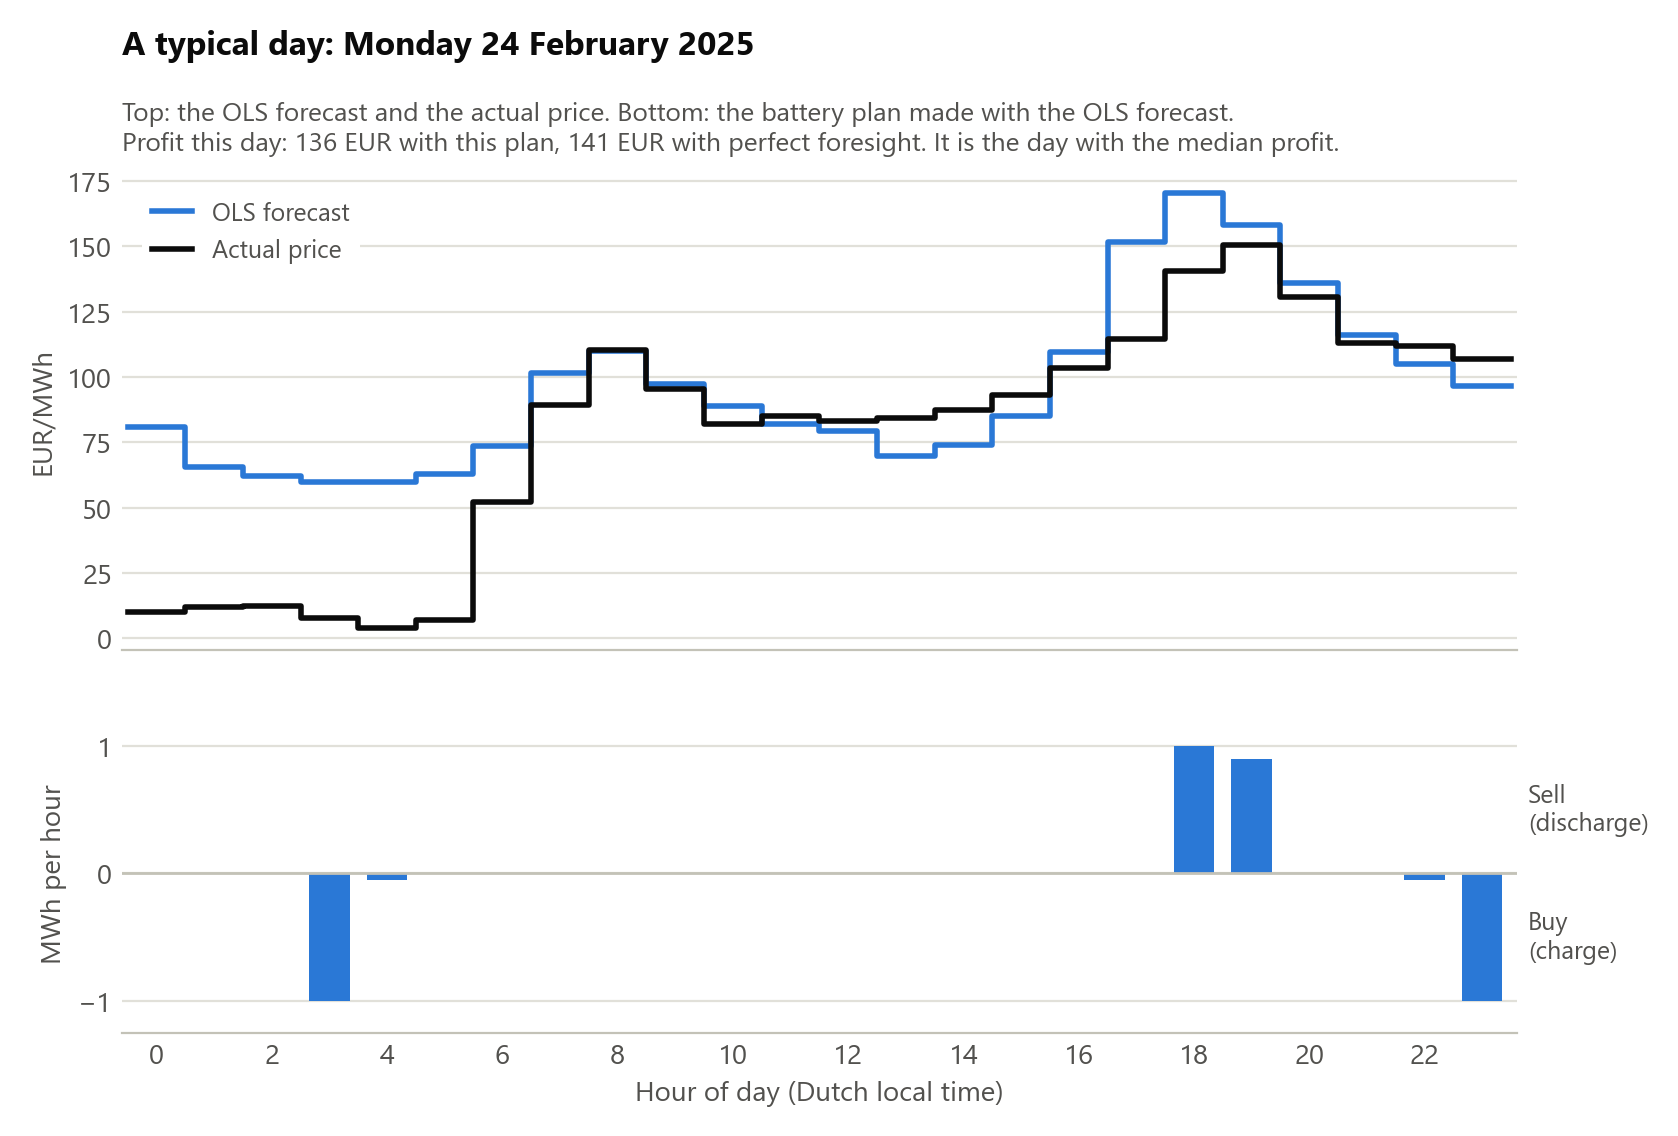 A typical day: Monday 24 February 2025
Top: the OLS forecast and the actual price. Bottom: the battery plan made with the OLS forecast.
Profit this day: 136 EUR with this plan, 141 EUR with perfect foresight. It is the day with the median profit.
175
150
125
100
75
50
25
0
EUR/MWh
OLS forecast
Actual price
1
0
−1
MWh per hour
Sell
(discharge)
Buy
(charge)
0 2 4 6 8 10 12 14 16 18 20 22
Hour of day (Dutch local time)